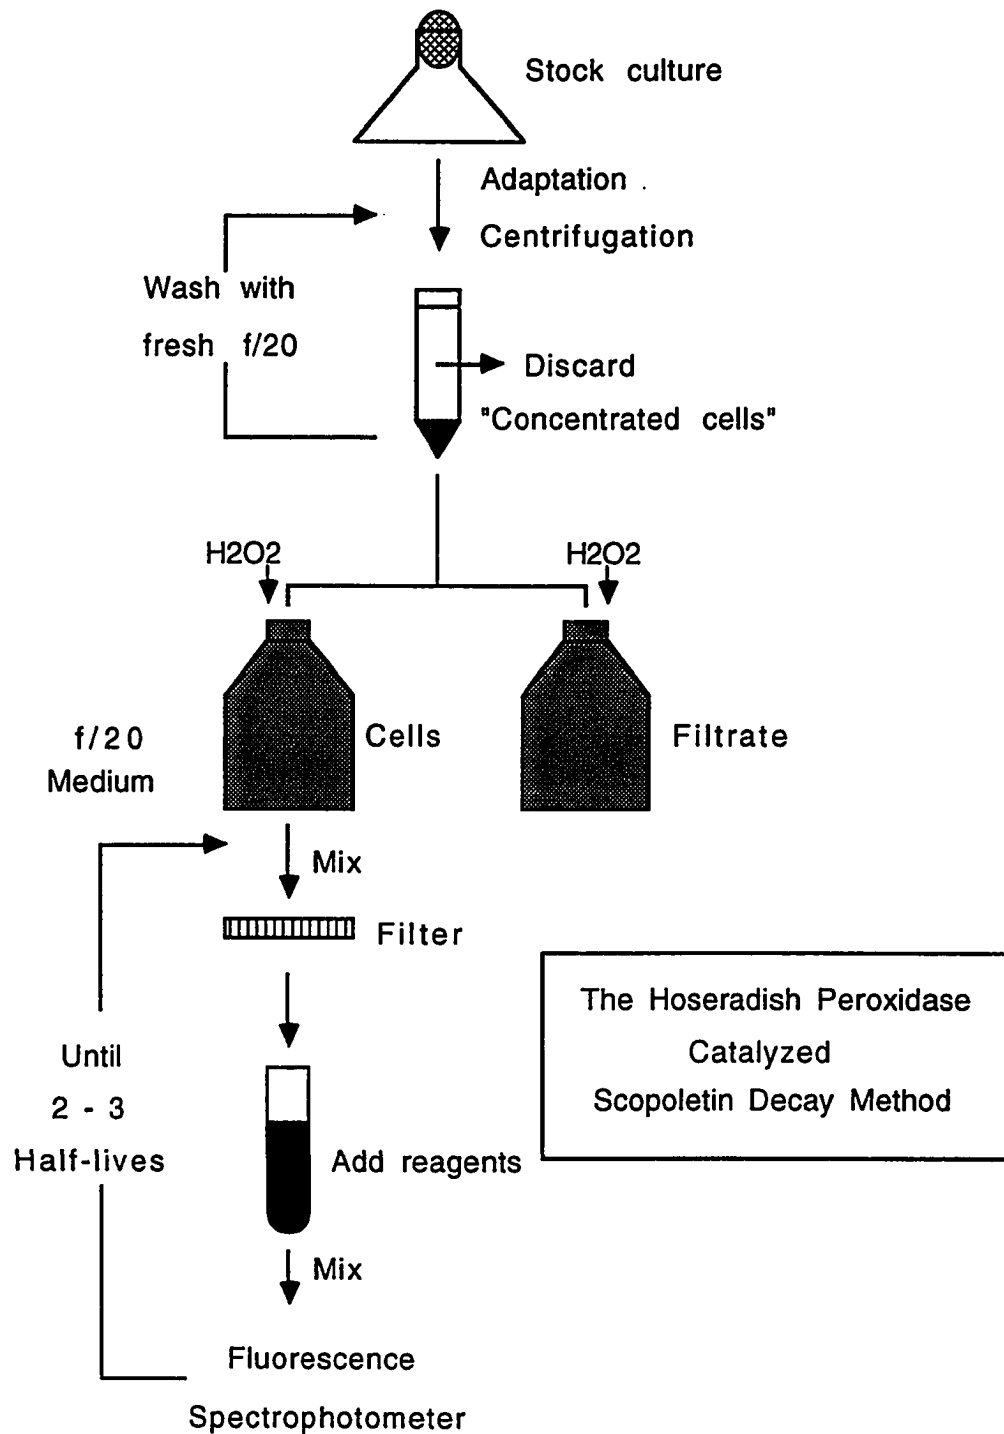 Stock culture
Adaptation
Centrifugation
Wash with
fresh f/20
Discard
"Concentrated cells"
H2O2
H2O2
f/20
Medium
Cells
Filtrate
Mix
Filter
The Hoseradish Peroxidase
Catalyzed
Scopoletin Decay Method
Until
2 - 3
Half-lives
Add reagents
Mix
Fluorescence
Spectrophotometer